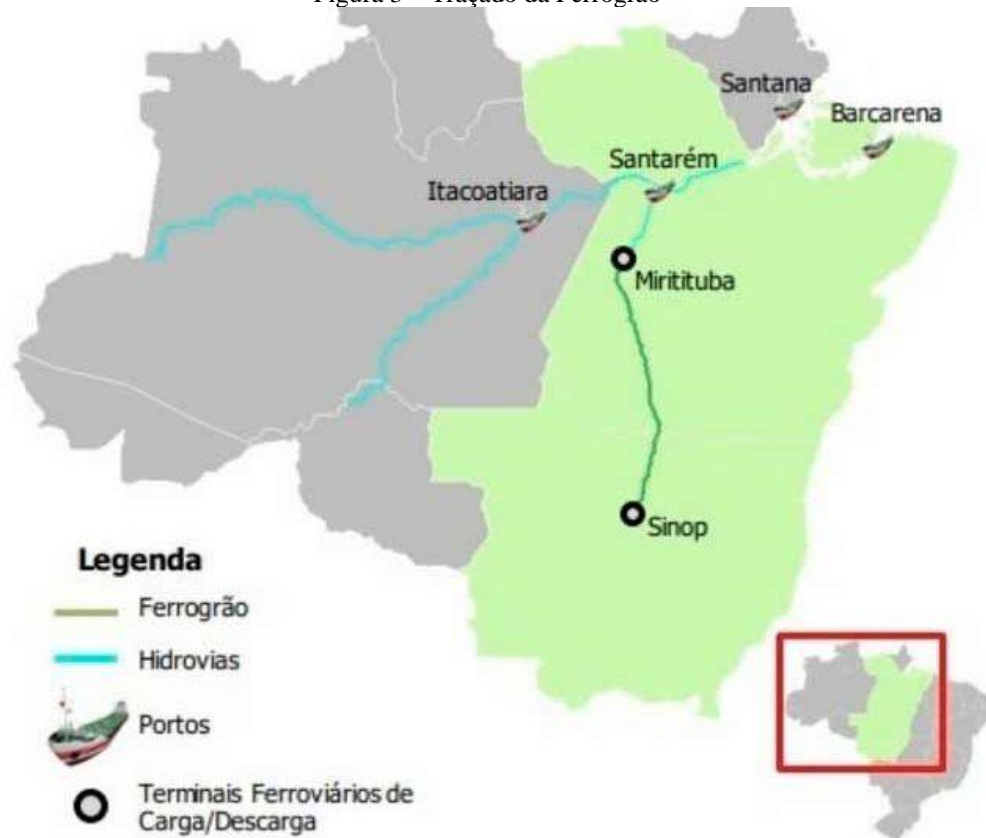 Figura 3 – Traçado da Ferrogrão
Santana
Barcarena
Santarém
Itacoatiara
Miritituba
Sinop
Legenda
Ferrogrão
Hidrovias
Portos
Terminais Ferroviários de
Carga/Descarga